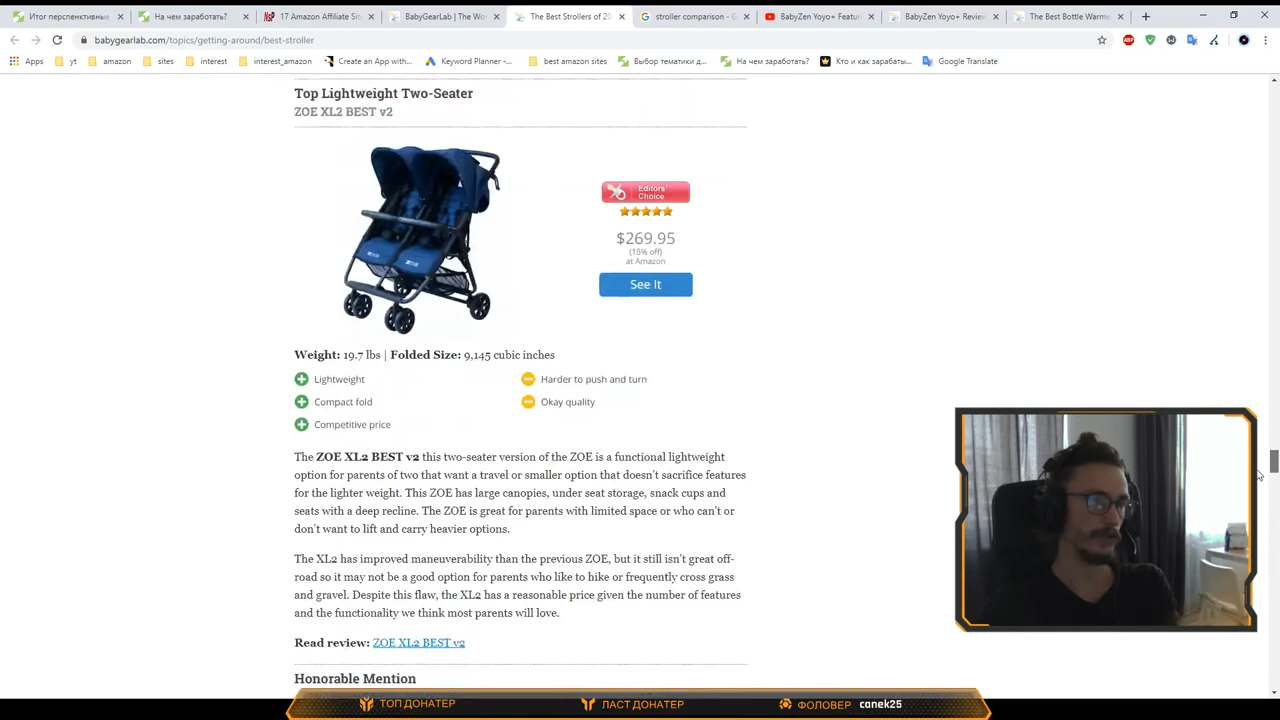 Итог перспективные
На чем заработать?
17 Amazon Affiliate Sit
BabyGearLab | The Wo
The Best Strollers of 20
stroller comparison - G
BabyZen Yoyo+ Featur
BabyZen Yoyo+ Review
The Best Bottle Warme
babygearlab.com/topics/getting-around/best-stroller
Apps
yt
amazon
sites
interest
interest_amazon
Create an App with...
Keyword Planner -...
best amazon sites
Выбор тематики д...
На чем заработать?
Кто и как зарабаты...
Google Translate
Top Lightweight Two-Seater
ZOE XL2 BEST v2
Editors'
Choice
$269.95
(18% off)
at Amazon
See It
Weight: 19.7 lbs | Folded Size: 9,145 cubic inches
Lightweight
Harder to push and turn
Compact fold
Okay quality
Competitive price
The ZOE XL2 BEST v2 this two-seater version of the ZOE is a functional lightweight
option for parents of two that want a travel or smaller option that doesn't sacrifice features
for the lighter weight. This ZOE has large canopies, under seat storage, snack cups and
seats with a deep recline. The ZOE is great for parents with limited space or who can't or
don't want to lift and carry heavier options.
The XL2 has improved maneuverability than the previous ZOE, but it still isn't great off-
road so it may not be a good option for parents who like to hike or frequently cross grass
and gravel. Despite this flaw, the XL2 has a reasonable price given the number of features
and the functionality we think most parents will love.
Read review: ZOE XL2 BEST v2
Honorable Mention
ТОП ДОНАТЕР
ЛАСТ ДОНАТЕР
ФОЛОВЕР canek25